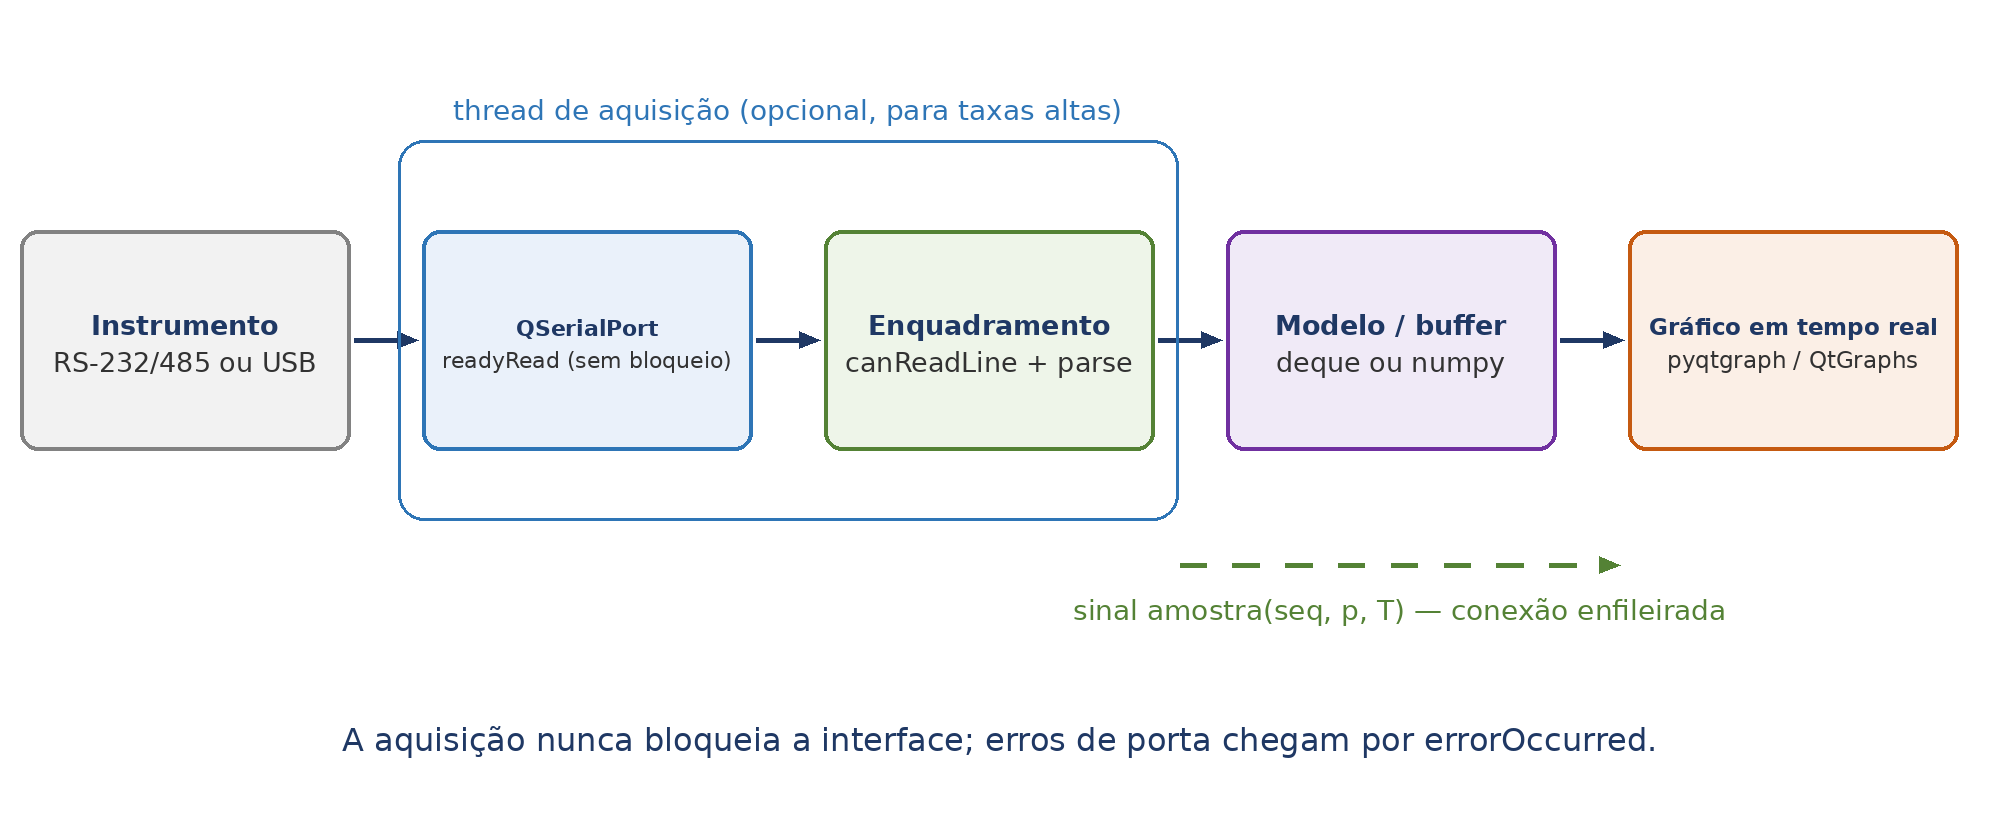 thread de aquisição (opcional, para taxas altas)
Instrumento
RS-232/485 ou USB
QSerialPort
readyRead (sem bloqueio)
Enquadramento
canReadLine + parse
Modelo / buffer
deque ou numpy
Gráfico em tempo real
pyqtgraph / QtGraphs
sinal amostra(seq, p, T) — conexão enfileirada
A aquisição nunca bloqueia a interface; erros de porta chegam por errorOccurred.